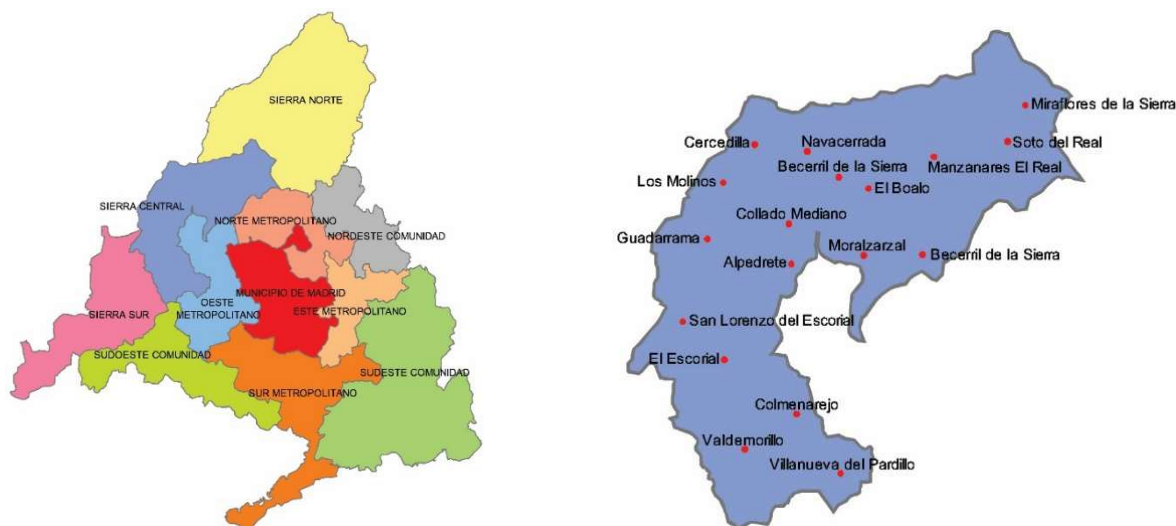 SIERRA NORTE
SIERRA CENTRAL
NORTE METROPOLITANO
NORDESTE COMUNIDAD
MUNICIPIO DE MADRID
OESTE
METROPOLITANO
ESTE METROPOLITANO
SIERRA SUR
SUDOESTE COMUNIDAD
SUDESTE COMUNIDAD
SUR METROPOLITANO
Miraflores de la Sierra
Cercedilla
Navacerrada
Soto del Real
Becerril de la Sierra
Manzanares El Real
Los Molinos
El Boalo
Collado Mediano
Guadarrama
Moralzarzal
Becerril de la Sierra
Alpedrete
San Lorenzo del Escorial
El Escorial
Colmenarejo
Valdemorillo
Villanueva del Pardillo